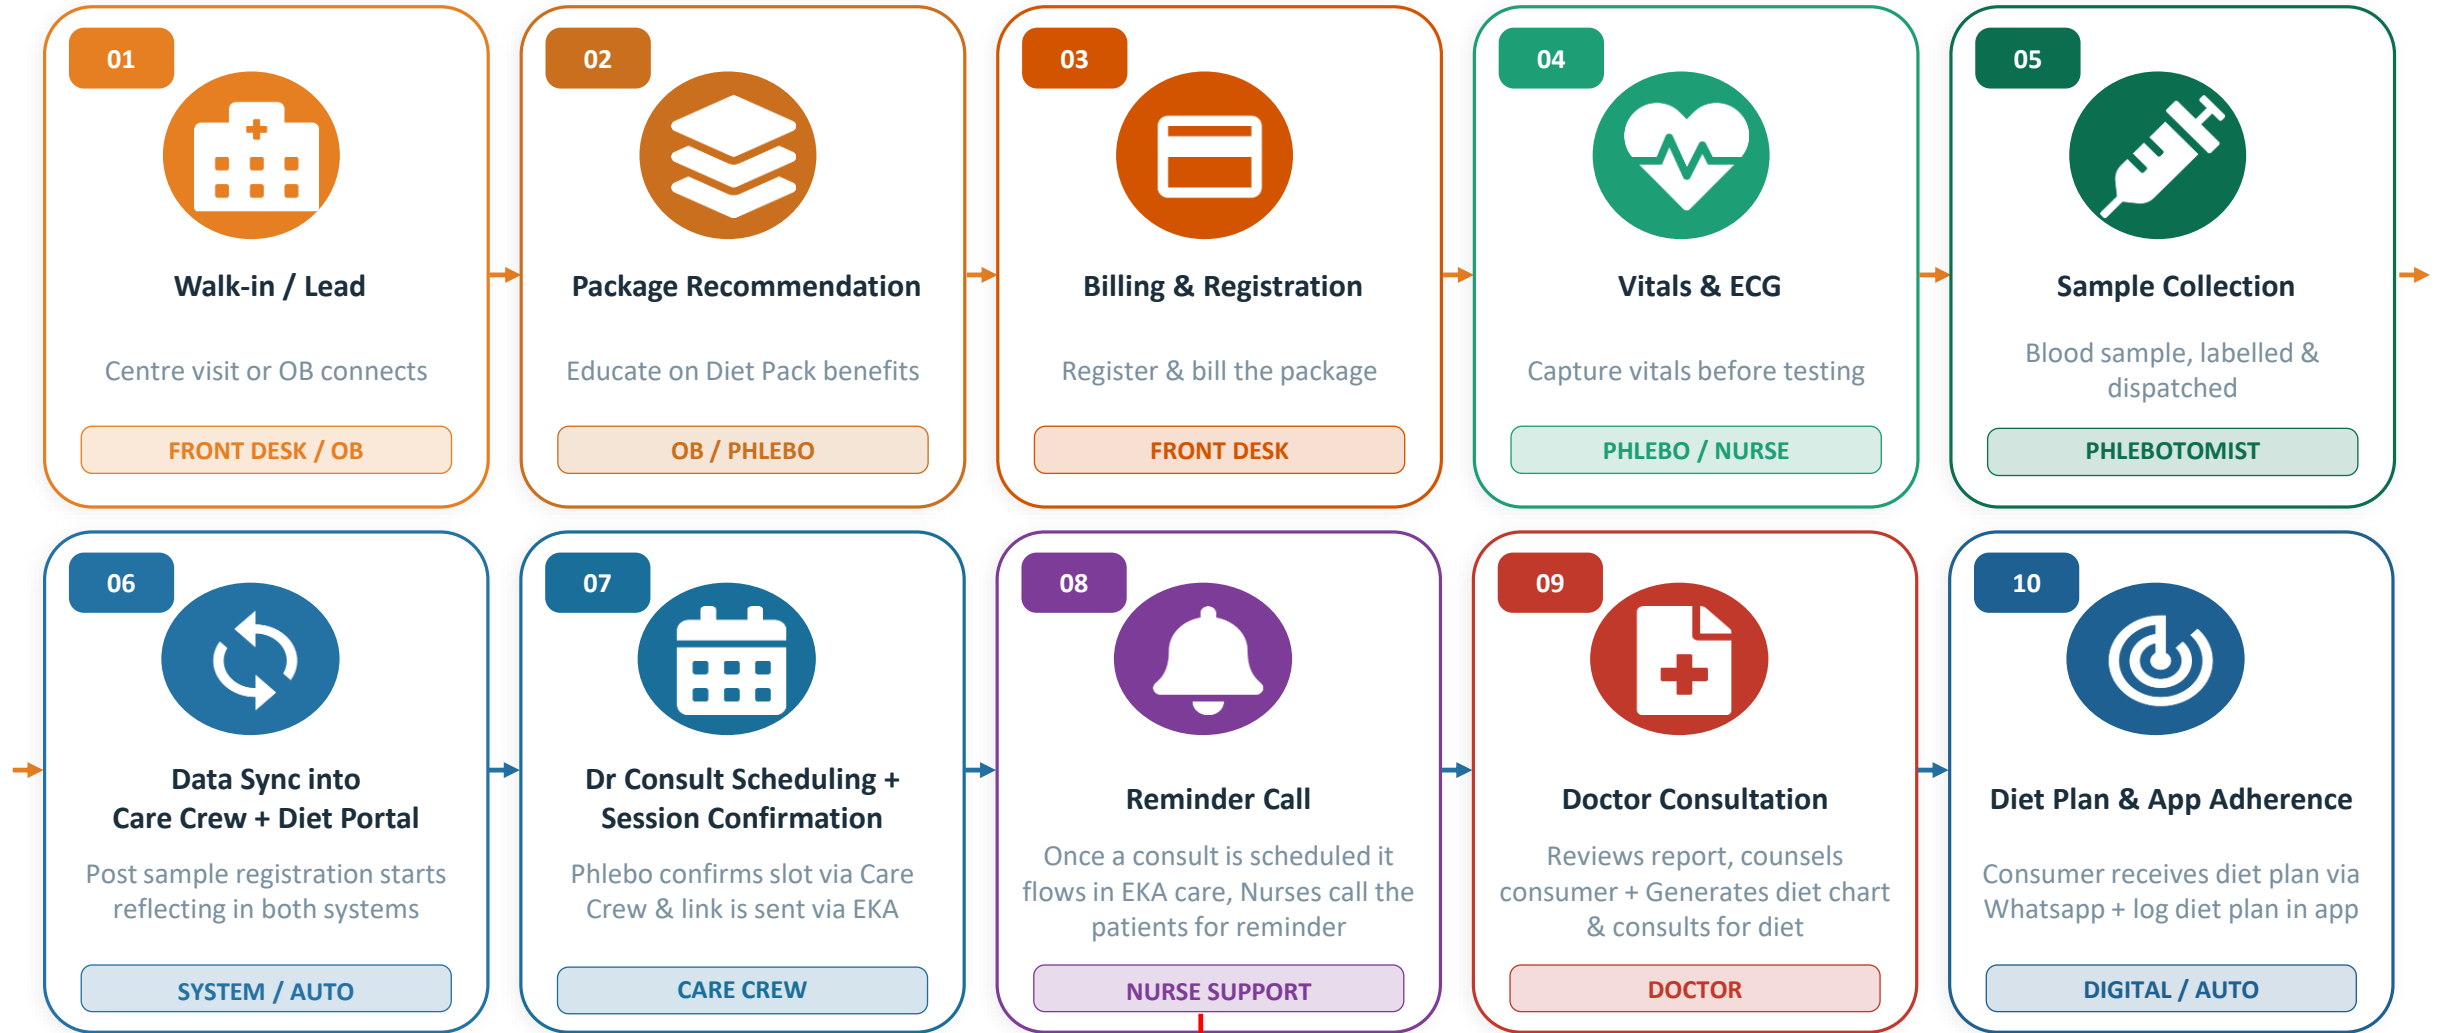 01
Walk-in / Lead
Centre visit or OB connects
FRONT DESK / OB
02
Package Recommendation
Educate on Diet Pack benefits
OB / PHLEBO
03
Billing & Registration
Register & bill the package
FRONT DESK
04
Vitals & ECG
Capture vitals before testing
PHLEBO / NURSE
05
Sample Collection
Blood sample, labelled &
dispatched
PHLEBOTOMIST
06
Data Sync into
Care Crew + Diet Portal
Post sample registration starts
reflecting in both systems
SYSTEM / AUTO
07
Dr Consult Scheduling +
Session Confirmation
Phlebo confirms slot via Care
Crew & link is sent via EKA
CARE CREW
08
Reminder Call
Once a consult is scheduled it
flows in EKA care, Nurses call the
patients for reminder
NURSE SUPPORT
09
Doctor Consultation
Reviews report, counsels
consumer + Generates diet chart
& consults for diet
DOCTOR
10
Diet Plan & App Adherence
Consumer receives diet plan via
Whatsapp + log diet plan in app
DIGITAL / AUTO